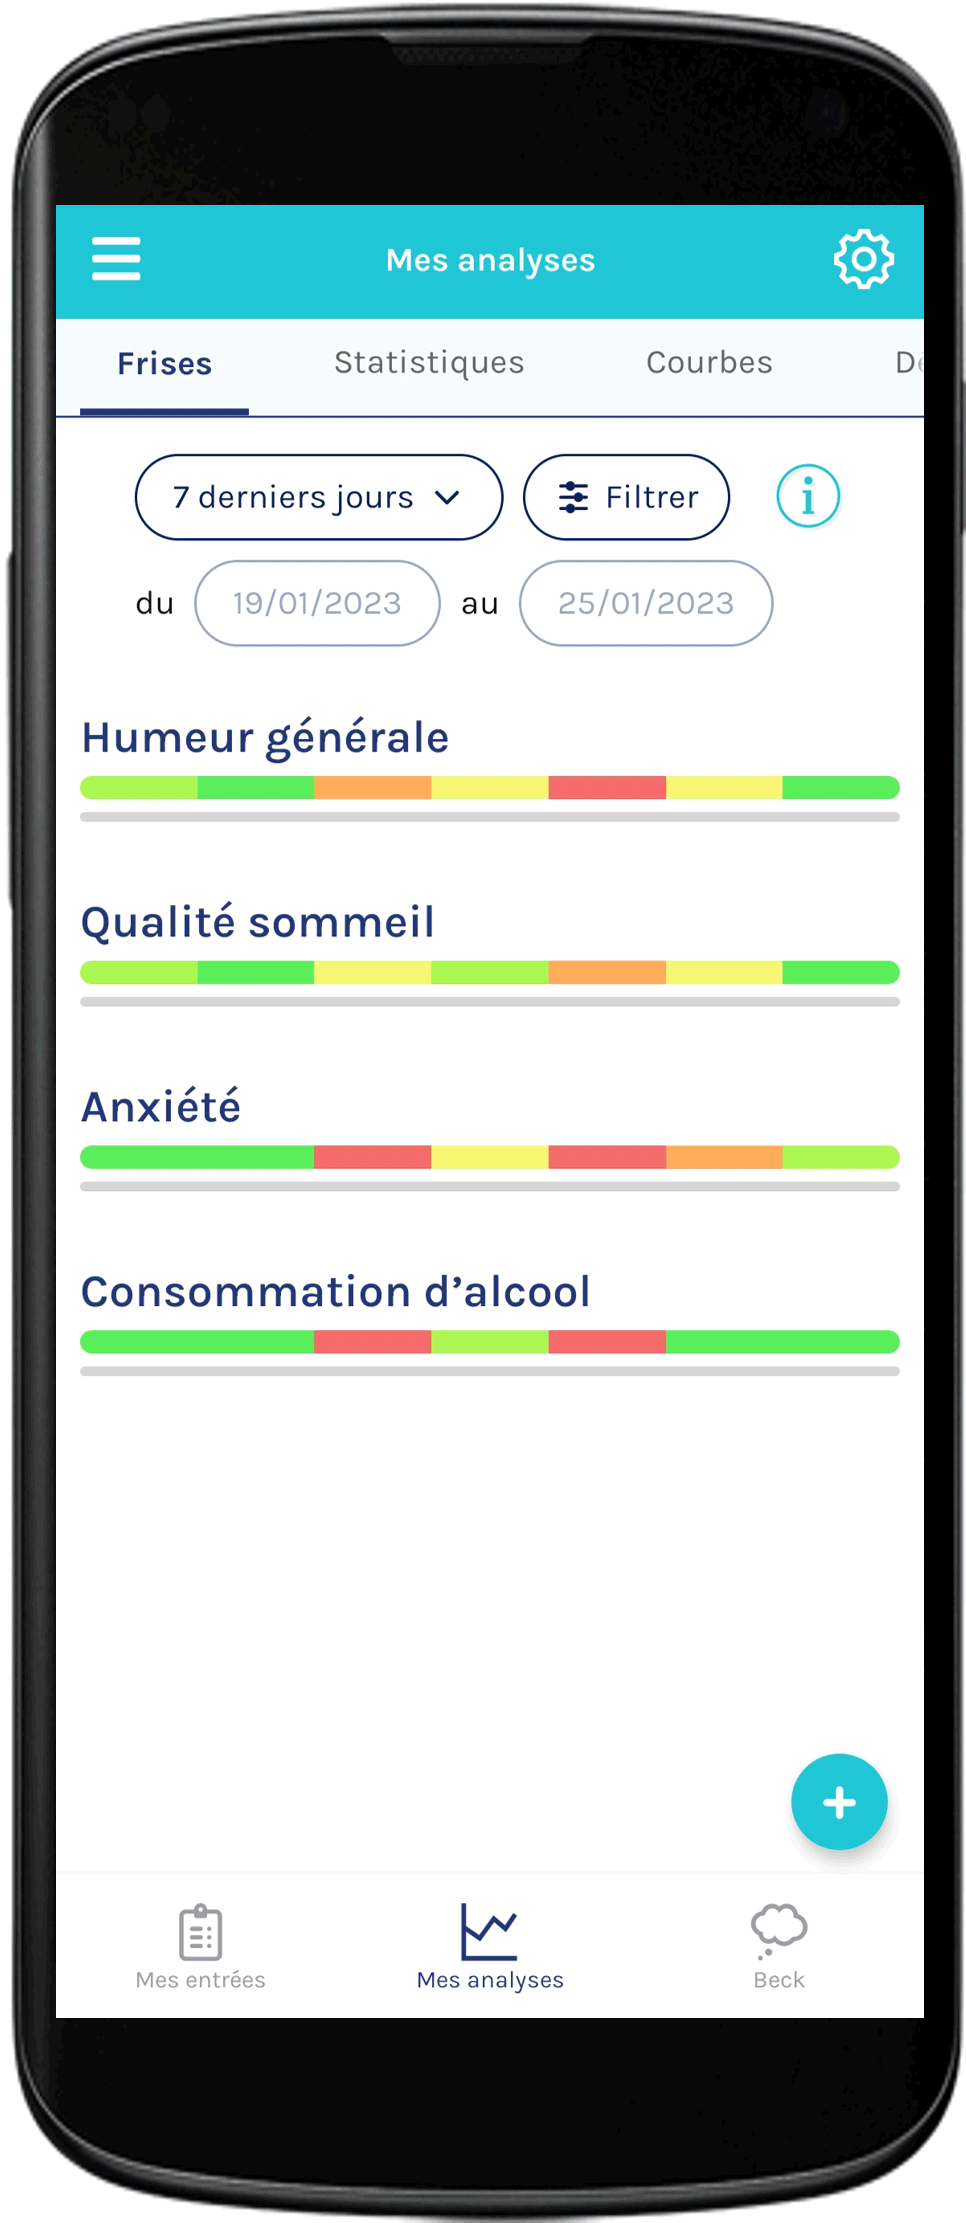 Mes analyses
Frises Statistiques Courbes
7 derniers jours Filtrer i
du 19/01/2023 au 25/01/2023
Humeur générale
Qualité sommeil
Anxiété
Consommation d’alcool
+
Mes entrées Mes analyses Beck